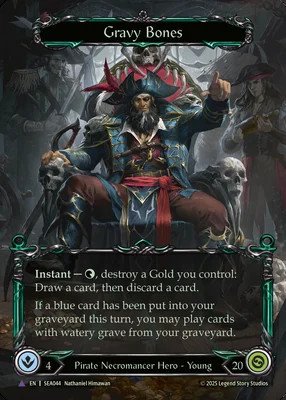 Gravy Bones
Instant — , destroy a Gold you control:
Draw a card, then discard a card.
If a blue card has been put into your
graveyard this turn, you may play cards
with watery grave from your graveyard.
4 Pirate Necromancer Hero - Young 20
EN | SEA044 Nathaniel Himawan © 2025 Legend Story Studios